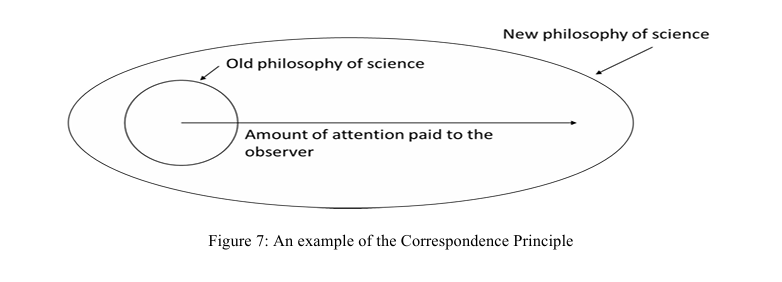 New philosophy of science
Old philosophy of science
Amount of attention paid to the
observer
Figure 7: An example of the Correspondence Principle